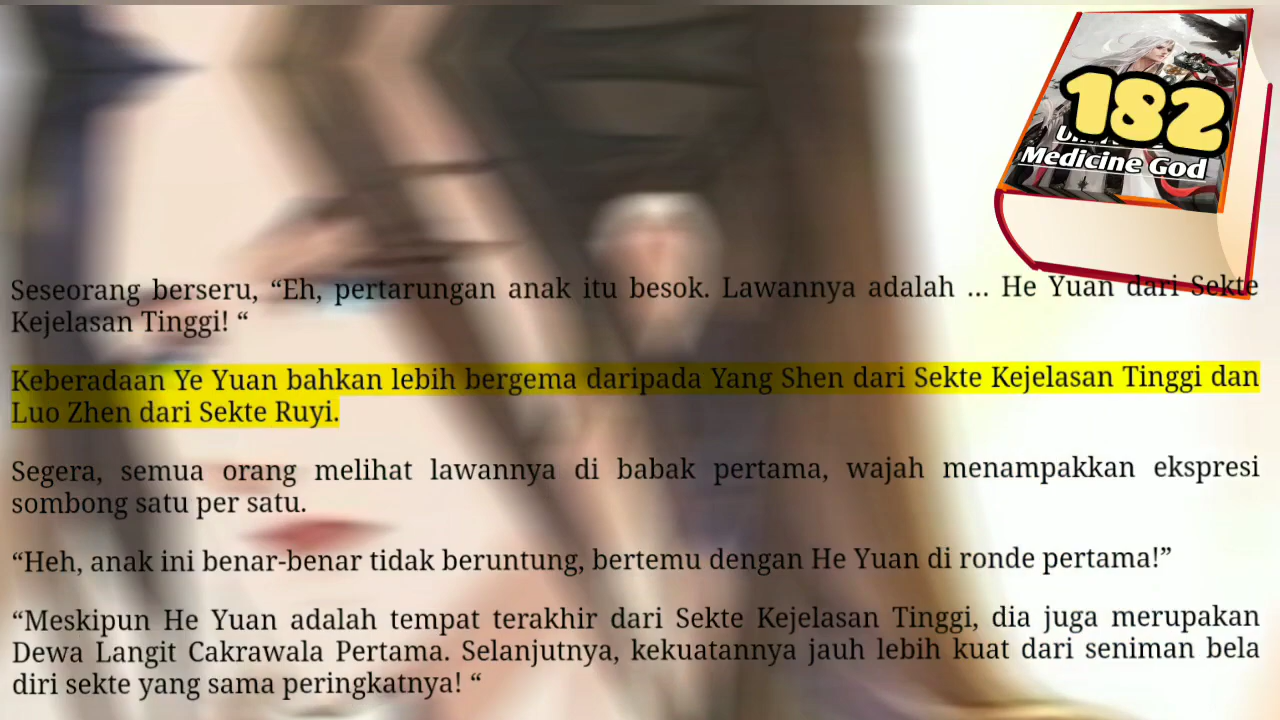 182
Medicine God
Seseorang berseru, “Eh, pertarungan anak itu besok. Lawannya adalah ... He Yuan dari Sekte
Kejelasan Tinggi! “
Keberadaan Ye Yuan bahkan lebih bergema daripada Yang Shen dari Sekte Kejelasan Tinggi dan
Luo Zhen dari Sekte Ruyi.
Segera, semua orang melihat lawannya di babak pertama, wajah menampakkan ekspresi
sombong satu per satu.
“Heh, anak ini benar-benar tidak beruntung, bertemu dengan He Yuan di ronde pertama!”
“Meskipun He Yuan adalah tempat terakhir dari Sekte Kejelasan Tinggi, dia juga merupakan
Dewa Langit Cakrawala Pertama. Selanjutnya, kekuatannya jauh lebih kuat dari seniman bela
diri sekte yang sama peringkatnya! “